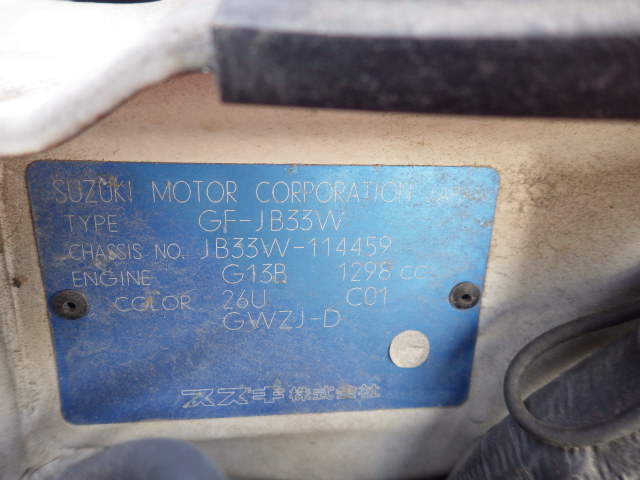 SUZUKI MOTOR CORPORATION JAPAN
TYPE GF-JB33W
CHASSIS NO. JB33W-114459
ENGINE G13B 1298 CC
COLOR 26U C01
GWZJ-D
スズキ株式会社